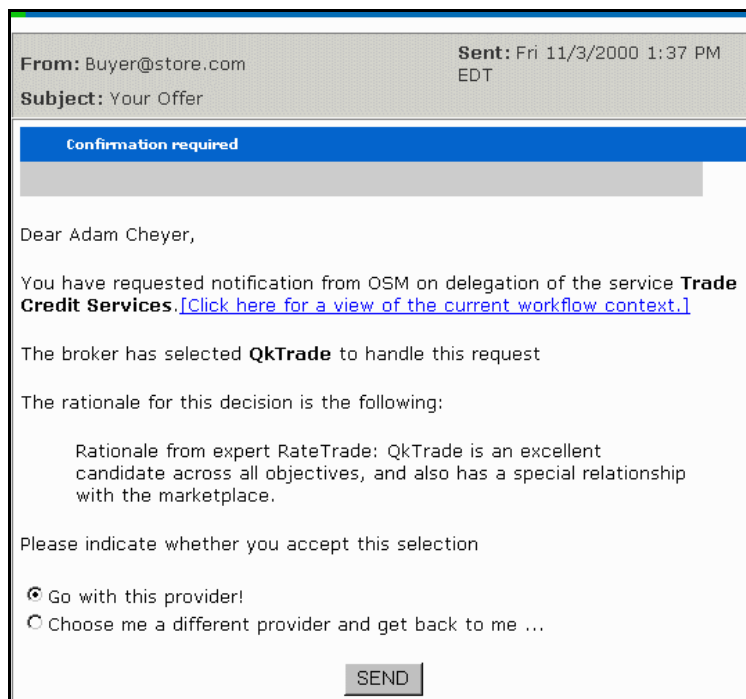 From: Buyer@store.com
Sent: Fri 11/3/2000 1:37 PM
EDT
Subject: Your Offer
Confirmation required
Dear Adam Cheyer,
You have requested notification from OSM on delegation of the service Trade
Credit Services.[Click here for a view of the current workflow context.]
The broker has selected QkTrade to handle this request
The rationale for this decision is the following:
Rationale from expert RateTrade: QkTrade is an excellent
candidate across all objectives, and also has a special relationship
with the marketplace.
Please indicate whether you accept this selection
Go with this provider!
Choose me a different provider and get back to me ...
SEND